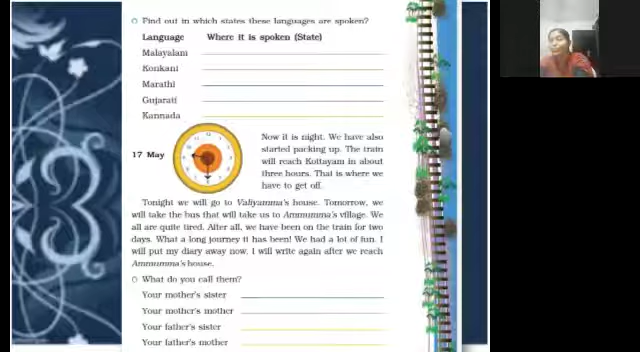 Find out in which states these languages are spoken?
Language Where it is spoken (State)
Malayalam
Konkani
Marathi
Gujarati
Kannada
17 May
Now it is night. We have also
started packing up. The train
will reach Kottayam in about
three hours. That is where we
have to get off.
Tonight we will go to Valiyamma's house. Tomorrow, we
will take the bus that will take us to Ammumma's village. We
all are quite tired. After all, we have been on the train for two
days. What a long journey it has been! We had a lot of fun. I
will put my diary away now. I will write again after we reach
Ammumma's house.
What do you call them?
Your mother's sister
Your mother's mother
Your father's sister
Your father's mother